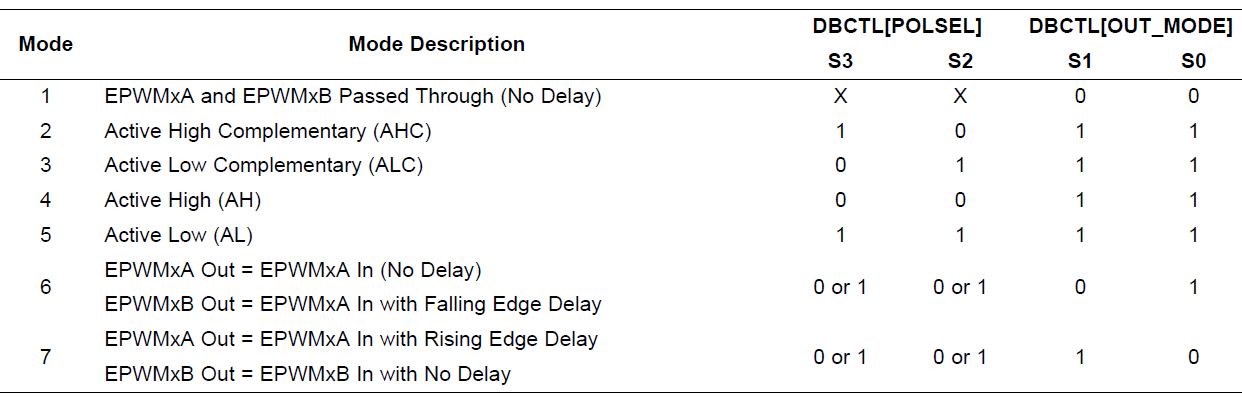 Mode Mode Description DBCTL[POLSEL] DBCTL[OUT_MODE]
S3 S2 S1 S0
1 EPWMxA and EPWMxB Passed Through (No Delay) X X 0 0
2 Active High Complementary (AHC) 1 0 1 1
3 Active Low Complementary (ALC) 0 1 1 1
4 Active High (AH) 0 0 1 1
5 Active Low (AL) 1 1 1 1
6 EPWMxA Out = EPWMxA In (No Delay) 0 or 1 0 or 1 0 1
EPWMxB Out = EPWMxA In with Falling Edge Delay
7 EPWMxA Out = EPWMxA In with Rising Edge Delay 0 or 1 0 or 1 1 0
EPWMxB Out = EPWMxB In with No Delay